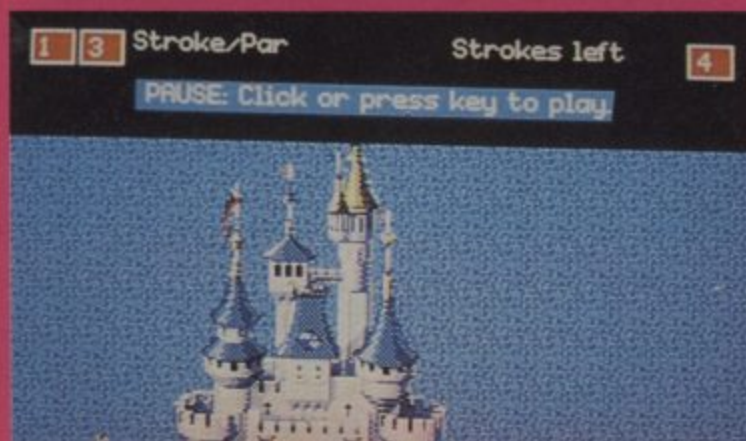 1 3 Stroke/Par Strokes left 4
PAUSE: Click or press key to play.